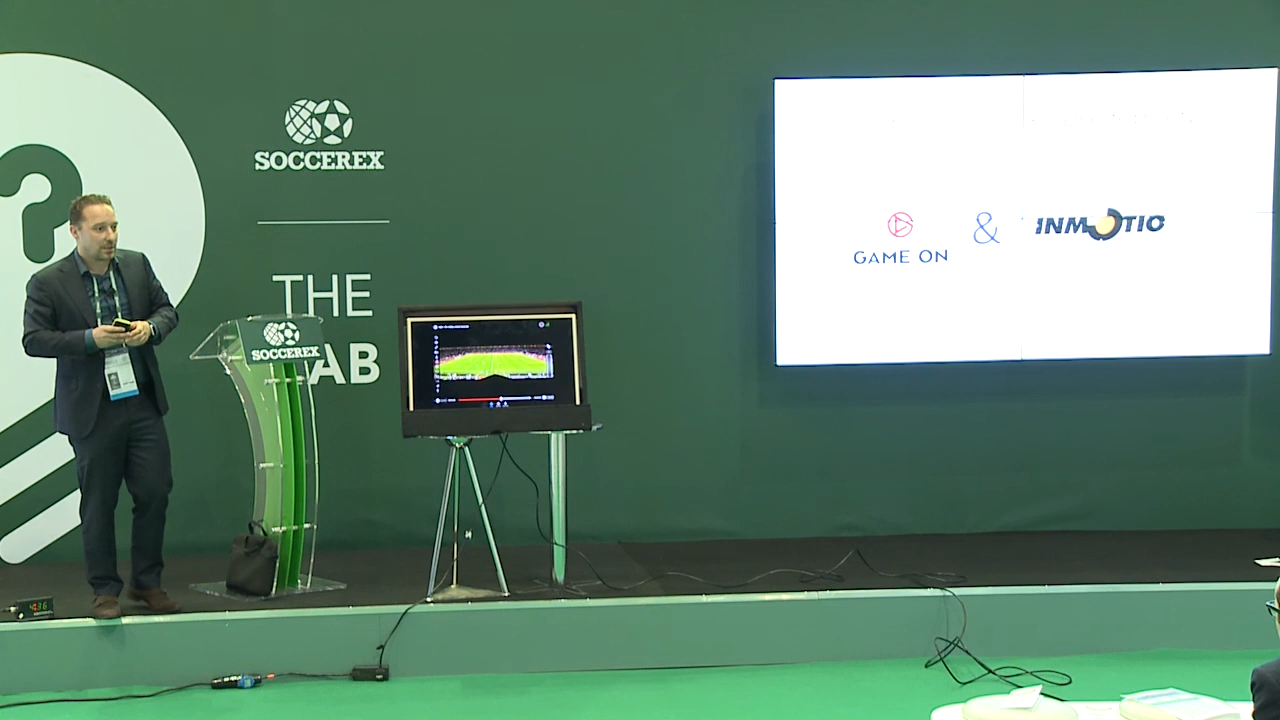 SOCCEREX
THE
AB
SOCCEREX
GAME ON
&
INMOTIO